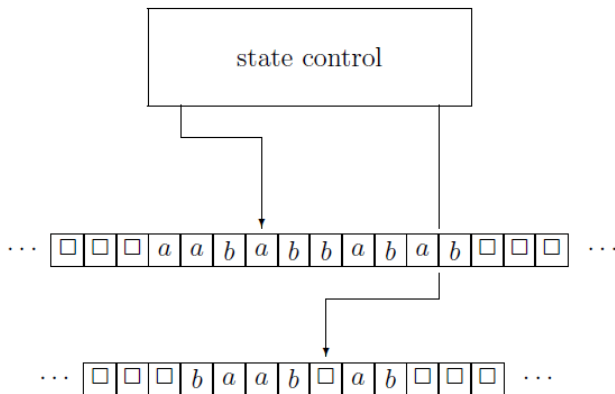 state control
··· □ □ □ a a b a b b a b a b □ □ □ ···
··· □ □ □ b a a b □ a b □ □ □ ···